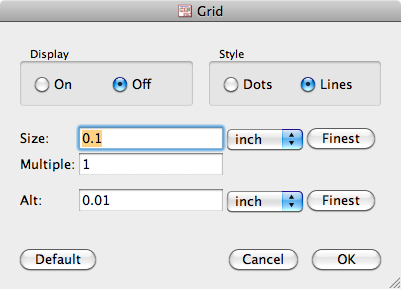 Grid
Display Style
On Off Dots Lines
Size: 0.1 inch Finest
Multiple: 1
Alt: 0.01 inch Finest
Default Cancel OK